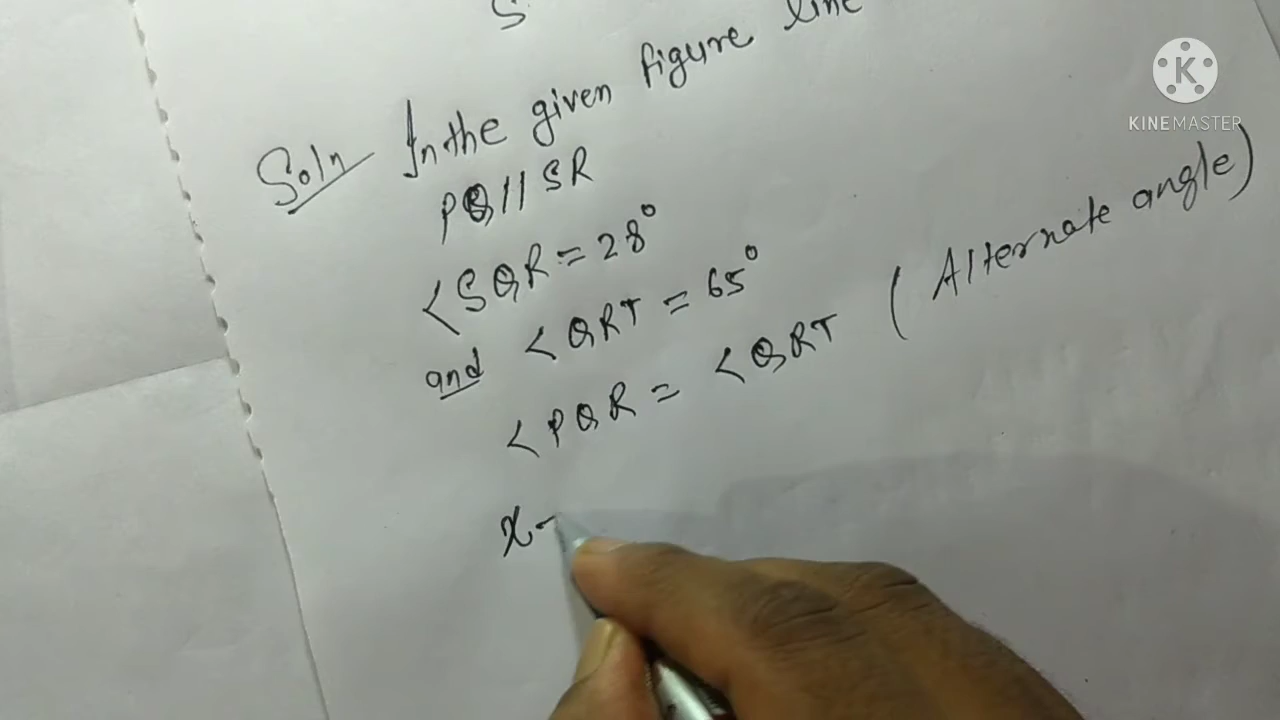 S
Soln In the given figure line
PQ || SR
<SQR = 28°
and <QRT = 65°
<PQR = <QRT (Alternate angle)
x
KINEMASTER